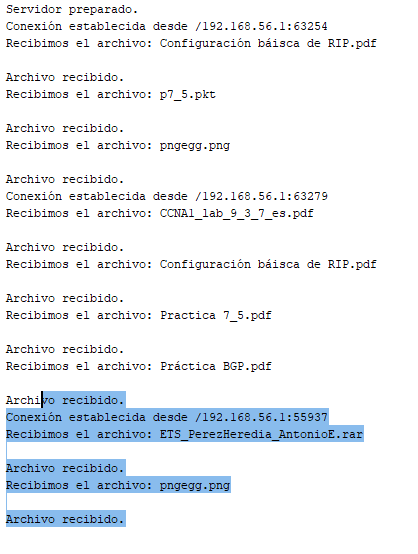 Servidor preparado.
Conexión establecida desde /192.168.56.1:63254
Recibimos el archivo: Configuración báisca de RIP.pdf
Archivo recibido.
Recibimos el archivo: p7_5.pkt
Archivo recibido.
Recibimos el archivo: pngegg.png
Archivo recibido.
Conexión establecida desde /192.168.56.1:63279
Recibimos el archivo: CCNA1_lab_9_3_7_es.pdf
Archivo recibido.
Recibimos el archivo: Configuración báisca de RIP.pdf
Archivo recibido.
Recibimos el archivo: Practica 7_5.pdf
Archivo recibido.
Recibimos el archivo: Práctica BGP.pdf
Archivo recibido.
Conexión establecida desde /192.168.56.1:55937
Recibimos el archivo: ETS_PerezHeredia_AntonioE.rar
Archivo recibido.
Recibimos el archivo: pngegg.png
Archivo recibido.